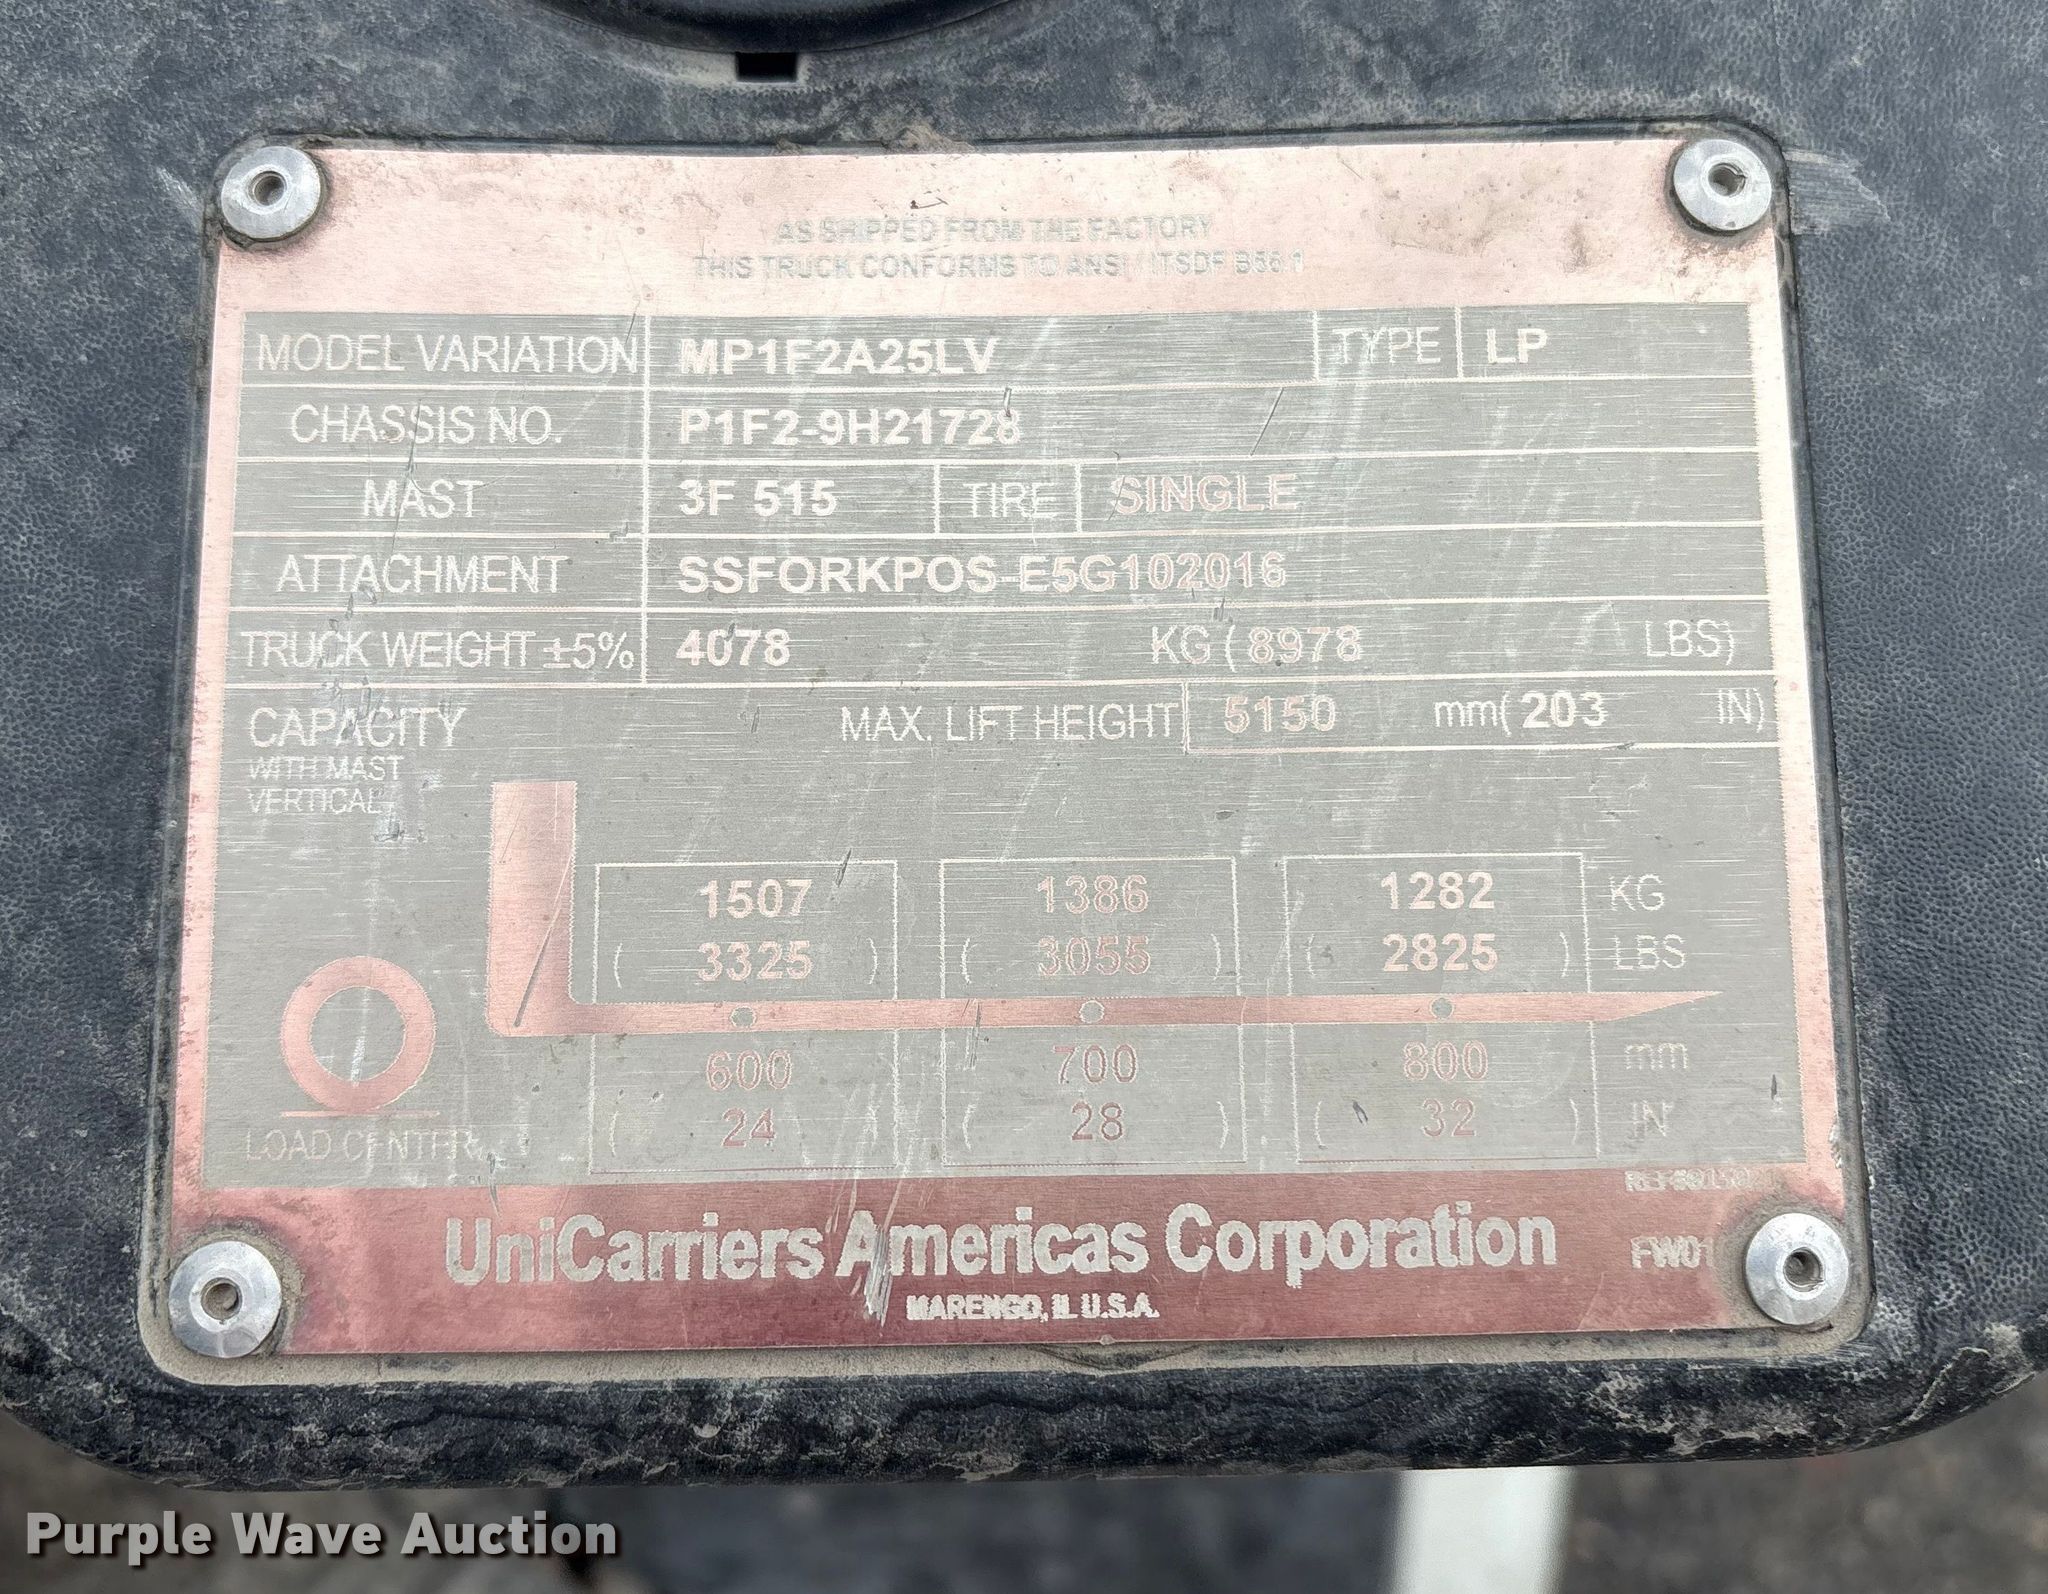 AS SHIPPED FROM THE FACTORY
THIS TRUCK CONFORMS TO ANSI / ITSDF B56.1
MODEL VARIATION MP1F2A25LV TYPE LP
CHASSIS NO. P1F2-9H21728
MAST 3F 515 TIRE SINGLE
ATTACHMENT SSFORKPOS-E5G102016
TRUCK WEIGHT ±5% 4078 KG ( 8978 LBS)
CAPACITY MAX. LIFT HEIGHT 5150 mm( 203 IN)
WITH MAST
VERTICAL
1507 1386 1282 KG
( 3325 ) ( 3055 ) ( 2825 ) LBS
600 700 800 mm
( 24 ) ( 28 ) ( 32 ) IN
LOAD CENTER
UniCarriers Americas Corporation FW01
MARENGO, IL U.S.A.
Purple Wave Auction